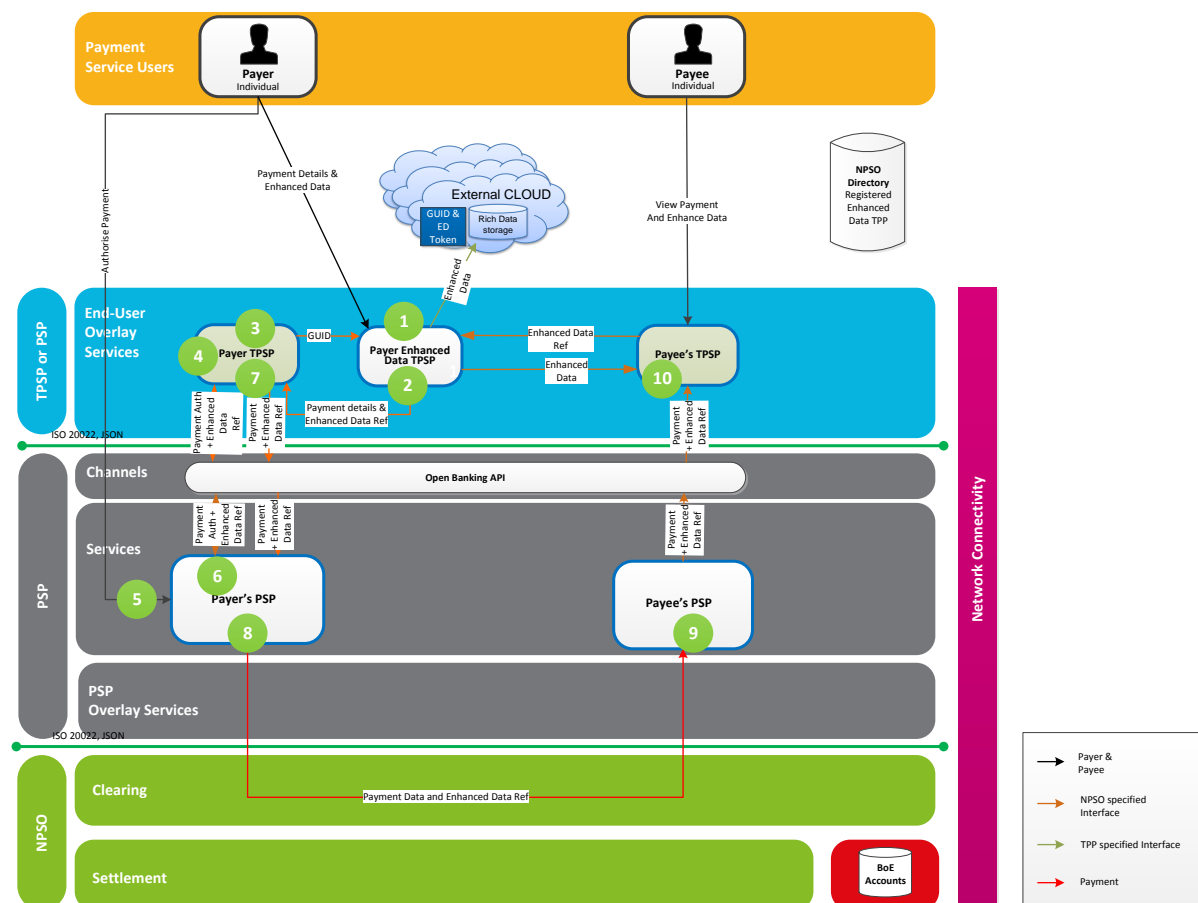 Payment
Service Users
Payer
Individual
Payee
Individual
Payment Details &
Enhanced Data
Authorise Payment
External CLOUD
GUID &
ED
Token
Rich Data
storage
Enhanced
Data
View Payment
And Enhance Data
NPSO
Directory
Registered
Enhanced
Data TPP
TPSP or PSP
End-User
Overlay
Services
3
4
Payer TPSP
7
GUID
1
Payer Enhanced
Data TPSP
2
Enhanced Data
Ref
Enhanced
Data
Payee's TPSP
10
Payment details &
Enhanced Data Ref
Payment Auth
+ Enhanced
Data
Ref
Payment
+ Enhanced
Data Ref
Payment
+ Enhanced
Data Ref
ISO 20022, JSON
PSP
Channels
Open Banking API
Services
Payment
Auth +
Enhanced
Data Ref
Payment
+ Enhanced
Data Ref
Payment
+ Enhanced
Data Ref
5
6
Payer's PSP
8
Payee's PSP
9
PSP
Overlay Services
ISO 20022, JSON
NPSO
Clearing
Payment Data and Enhanced Data Ref
Settlement
BoE
Accounts
Network Connectivity
Payer &
Payee
NPSO specified
Interface
TPP specified Interface
Payment